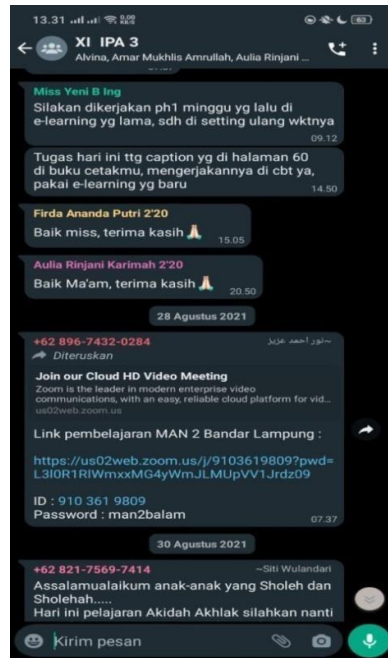 13.31
63
XI IPA 3
Alvina, Amar Mukhlis Amrullah, Aulia Rinjani ...
Miss Yeni B Ing
Silakan dikerjakan ph1 minggu yg lalu di
e-learning yg lama, sdh di setting ulang wktnya
09.12
Tugas hari ini ttg caption yg di halaman 60
di buku cetakmu, mengerjakannya di cbt ya,
pakai e-learning yg baru
14.50
Firda Ananda Putri 2'20
Baik miss, terima kasih🙏
15.05
Aulia Rinjani Karimah 2'20
Baik Ma'am, terima kasih🙏
20.50
28 Agustus 2021
+62 896-7432-0284 ~نور احمد عزيز
Diteruskan
Join our Cloud HD Video Meeting
Zoom is the leader in modern enterprise video
communications, with an easy, reliable cloud platform for vid...
us02web.zoom.us
Link pembelajaran MAN 2 Bandar Lampung :
https://us02web.zoom.us/j/9103619809?pwd=
L3I0R1RIWmxxMG4yWmJLMUpVV1Jrdz09
ID : 910 361 9809
Password : man2balam
07.37
30 Agustus 2021
+62 821-7569-7414 ~Siti Wulandari
Assalamualaikum anak-anak yang Sholeh dan
Sholehah.....
Hari ini pelajaran Akidah Akhlak silahkan nanti
Kirim pesan